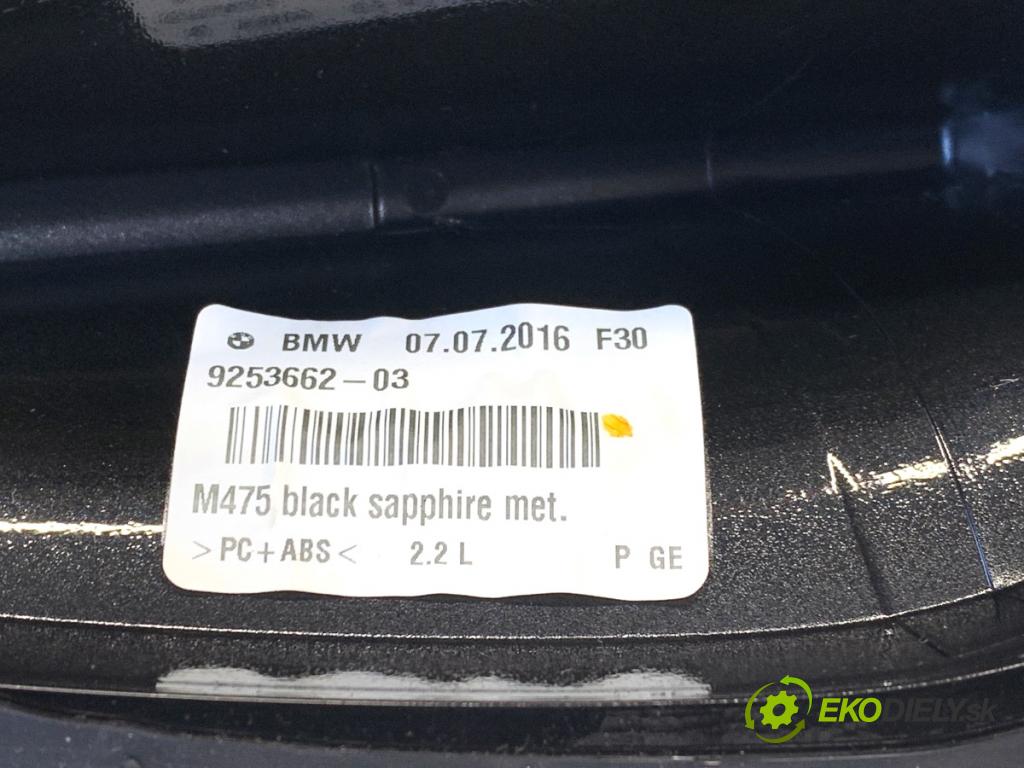 BMW 07.07.2016 F30
9253662-03
M475 black sapphire met.
>PC+ABS< 2.2 L P GE
EKODIELY.sk